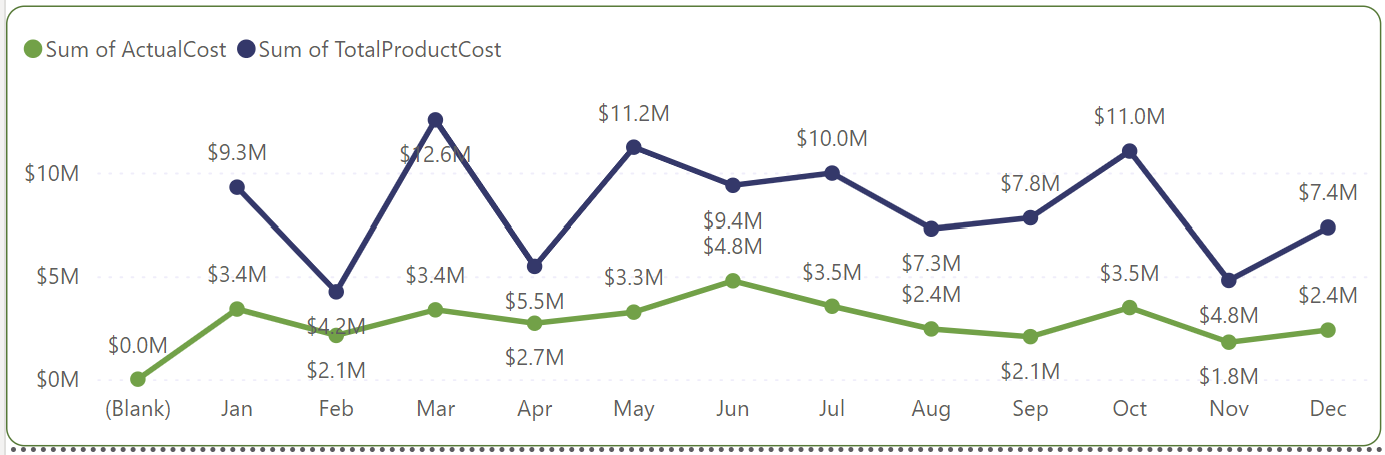 Sum of ActualCost Sum of TotalProductCost
$11.2M
$11.0M
$10.0M
$9.3M
$12.6M
$10M
$7.8M
$7.4M
$9.4M
$4.8M
$7.3M
$5M
$3.4M
$3.4M
$3.3M
$3.5M
$3.5M
$2.4M
$2.4M
$5.5M
$4.8M
$4.2M
$0.0M
$2.7M
$2.1M
$2.1M
$1.8M
$0M
(Blank) Jan Feb Mar Apr May Jun Jul Aug Sep Oct Nov Dec